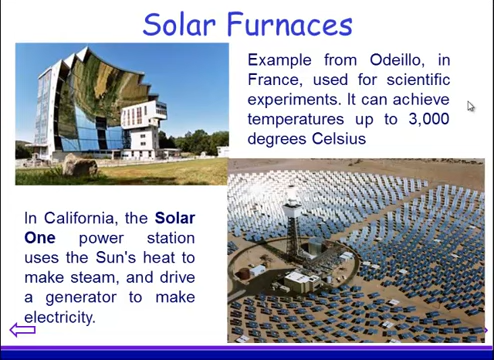 Solar Furnaces
Example from Odeillo, in
France, used for scientific
experiments. It can achieve
temperatures up to 3,000
degrees Celsius
In California, the Solar
One power station
uses the Sun's heat to
make steam, and drive
a generator to make
electricity.